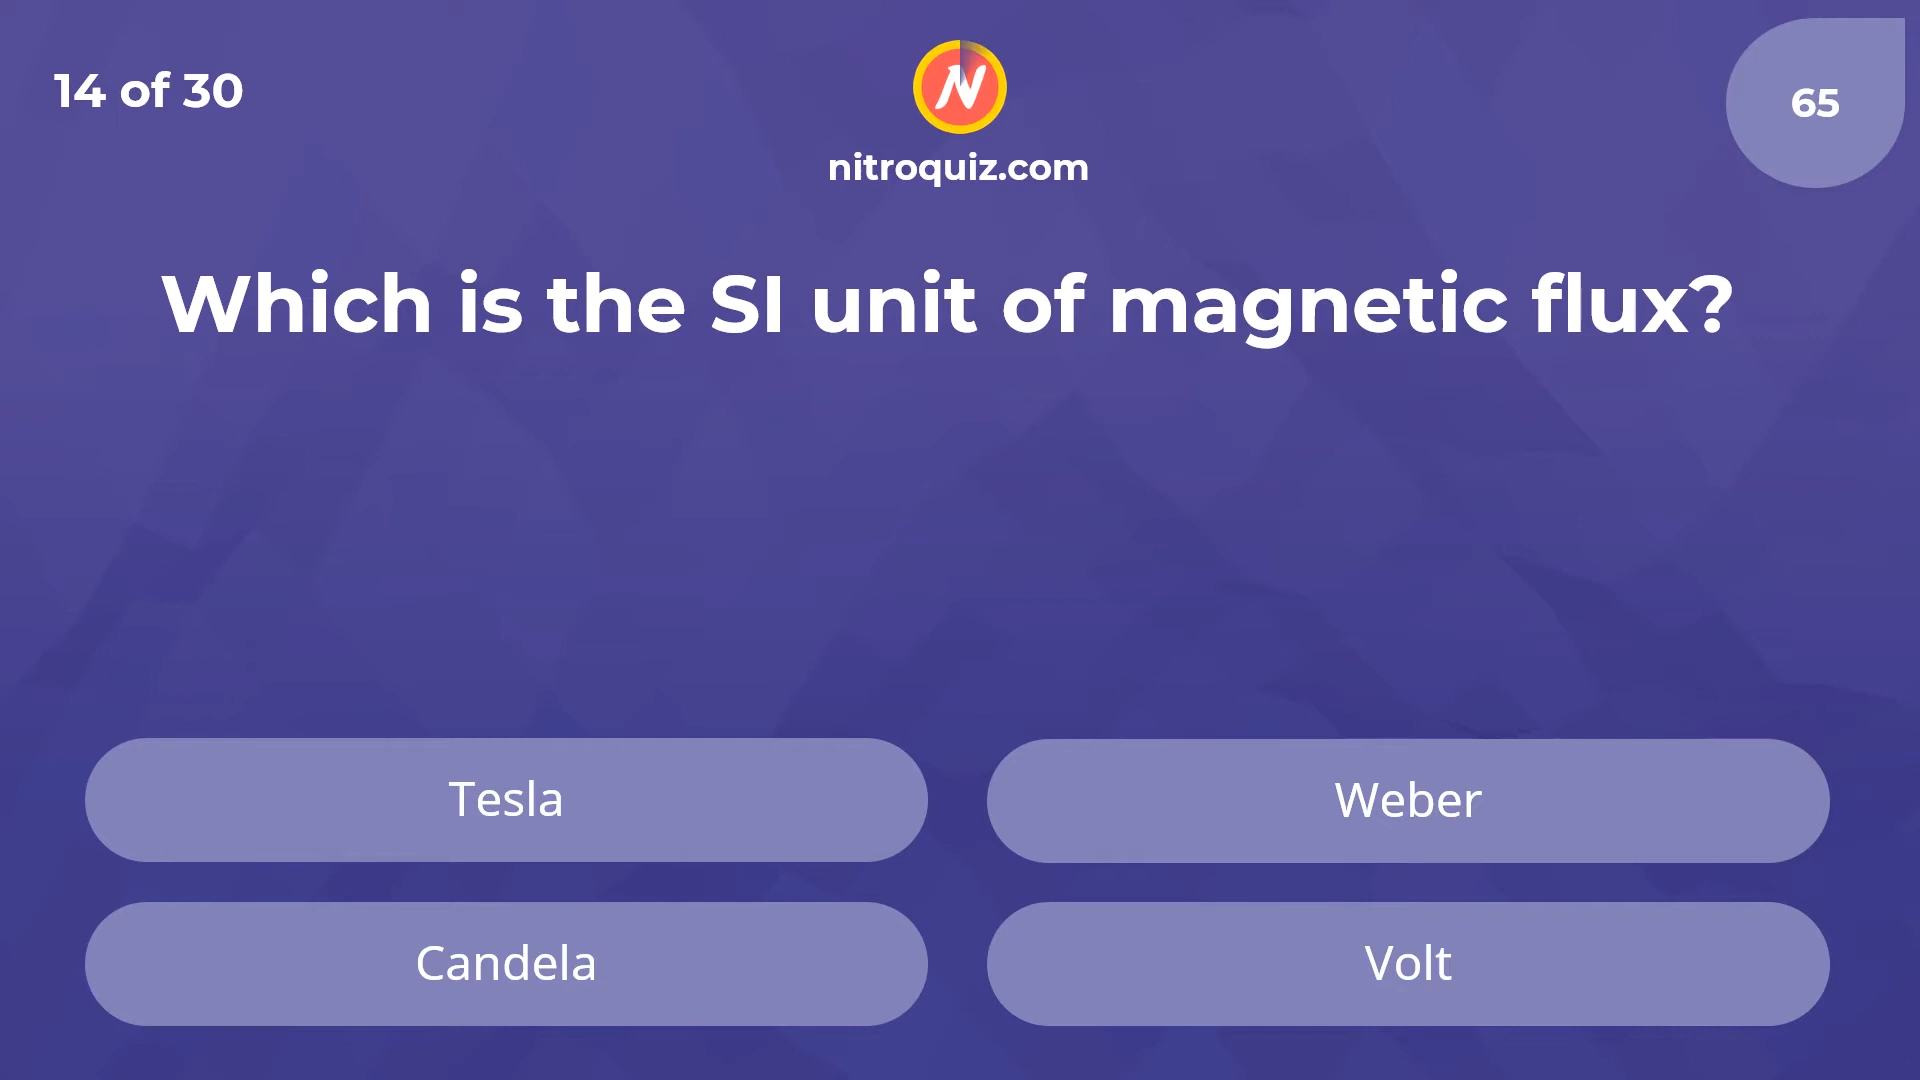 14 of 30
N
nitroquiz.com
65
Which is the SI unit of magnetic flux?
Tesla
Weber
Candela
Volt